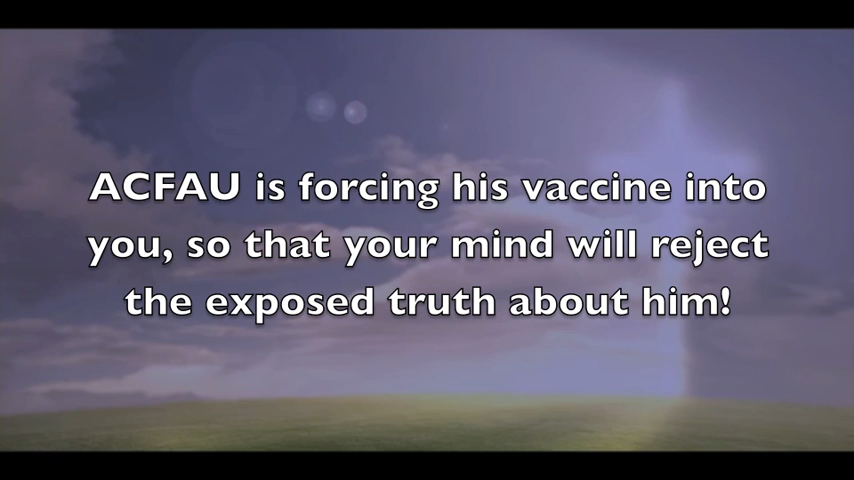 ACFAU is forcing his vaccine into
you, so that your mind will reject
the exposed truth about him!